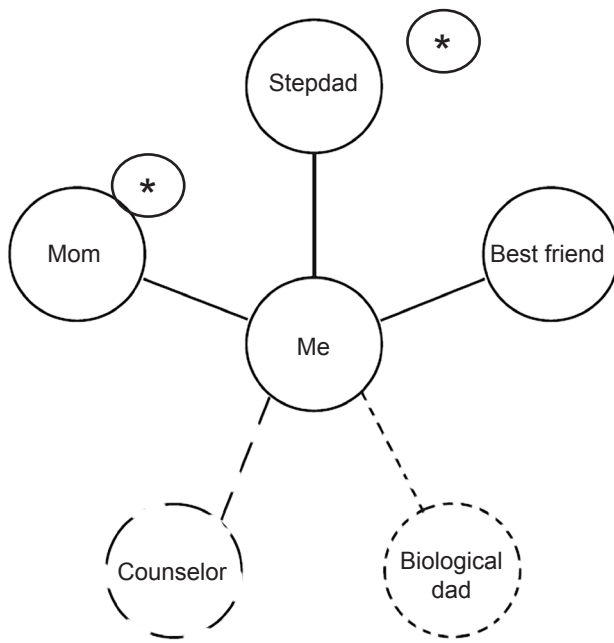 *
Stepdad
*
Mom
Best friend
Me
Counselor
Biological
dad